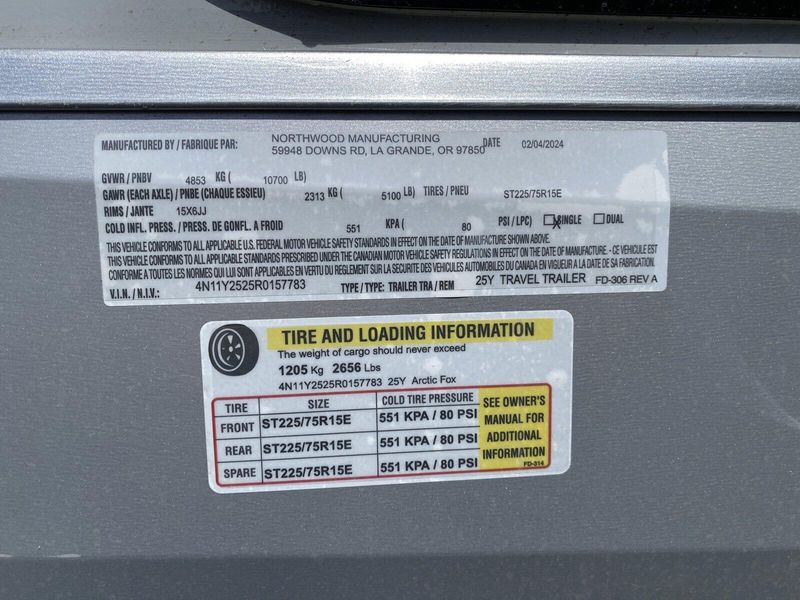 MANUFACTURED BY / FABRIQUE PAR: NORTHWOOD MANUFACTURING DATE 02/04/2024
59948 DOWNS RD, LA GRANDE, OR 97850
GVWR / PNBV 4853 KG ( 10700 LB)
GAWR (EACH AXLE) / PNBE (CHAQUE ESSIEU) 2313 KG ( 5100 LB) TIRES / PNEU ST225/75R15E
RIMS / JANTE 15X6JJ
COLD INFL. PRESS. / PRESS. DE GONFL. A FROID 551 KPA ( 80 PSI / LPC) X SINGLE DUAL
THIS VEHICLE CONFORMS TO ALL APPLICABLE U.S. FEDERAL MOTOR VEHICLE SAFETY STANDARDS IN EFFECT ON THE DATE OF MANUFACTURE SHOWN ABOVE.
THIS VEHICLE CONFORMS TO ALL APPLICABLE STANDARDS PRESCRIBED UNDER THE CANADIAN MOTOR VEHICLE SAFETY REGULATIONS IN EFFECT ON THE DATE OF MANUFACTURE - CE VEHICULE EST
CONFORME A TOUTES LES NORMES QUI LUI SONT APPLICABLES EN VERTU DU REGLEMENT SUR LA SECURITE DES VEHICULES AUTOMOBILES DU CANADA EN VIGUEUR A LA DATE DE SA FABRICATION.
V.I.N. / N.I.V.: 4N11Y2525R0157783 TYPE / TYPE: TRAILER TRA / REM 25Y TRAVEL TRAILER FD-306 REV A
TIRE AND LOADING INFORMATION
The weight of cargo should never exceed
1205 Kg 2656 Lbs
4N11Y2525R0157783 25Y Arctic Fox
TIRE SIZE COLD TIRE PRESSURE
FRONT ST225/75R15E 551 KPA / 80 PSI
REAR ST225/75R15E 551 KPA / 80 PSI
SPARE ST225/75R15E 551 KPA / 80 PSI
SEE OWNER'S
MANUAL FOR
ADDITIONAL
INFORMATION
FD-314